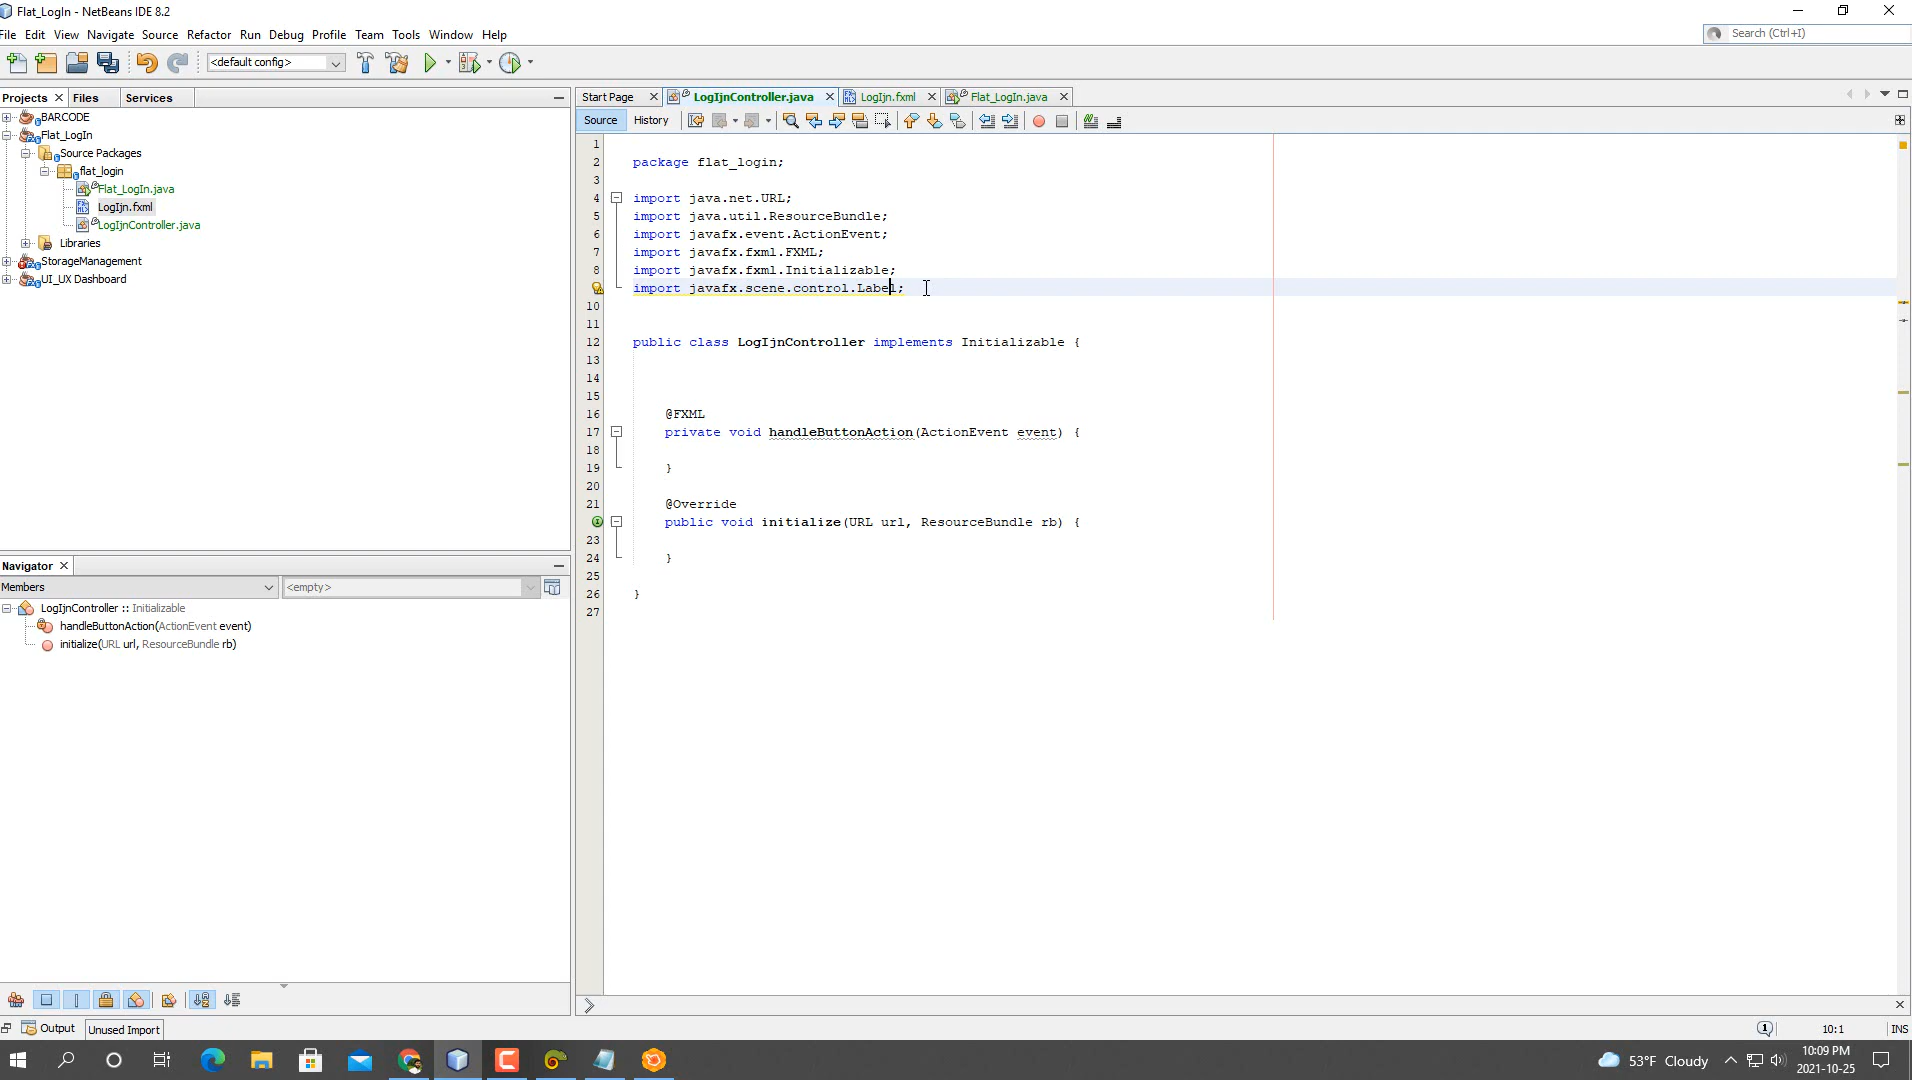 Flat_LogIn - NetBeans IDE 8.2
File Edit View Navigate Source Refactor Run Debug Profile Team Tools Window Help
Search (Ctrl+I)
<default config>
Projects Files Services
BARCODE
Flat_LogIn
Source Packages
flat_login
Flat_LogIn.java
LogIjn.fxml
LogIjnController.java
Libraries
StorageManagement
UI_UX Dashboard
Navigator
Members
<empty>
LogIjnController :: Initializable
handleButtonAction(ActionEvent event)
initialize(URL url, ResourceBundle rb)
Start Page LogIjnController.java LogIjn.fxml Flat_LogIn.java
Source History
1
2 package flat_login;
3
4 import java.net.URL;
5 import java.util.ResourceBundle;
6 import javafx.event.ActionEvent;
7 import javafx.fxml.FXML;
8 import javafx.fxml.Initializable;
import javafx.scene.control.Label;
10
11
12 public class LogIjnController implements Initializable {
13
14
15
16 @FXML
17 private void handleButtonAction(ActionEvent event) {
18
19 }
20
21 @Override
public void initialize(URL url, ResourceBundle rb) {
23
24 }
25
26 }
27
Output Unused Import
1 10:1 INS
53°F Cloudy
10:09 PM
2021-10-25